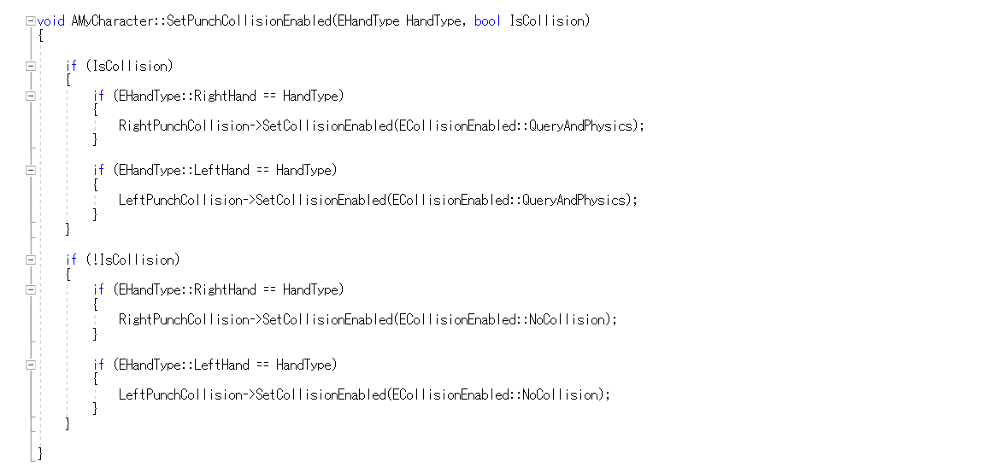 void AMyCharacter::SetPunchCollisionEnabled(EHandType HandType, bool IsCollision)
{
if (IsCollision)
{
if (EHandType::RightHand == HandType)
{
RightPunchCollision->SetCollisionEnabled(ECollisionEnabled::QueryAndPhysics);
}
if (EHandType::LeftHand == HandType)
{
LeftPunchCollision->SetCollisionEnabled(ECollisionEnabled::QueryAndPhysics);
}
}
if (!IsCollision)
{
if (EHandType::RightHand == HandType)
{
RightPunchCollision->SetCollisionEnabled(ECollisionEnabled::NoCollision);
}
if (EHandType::LeftHand == HandType)
{
LeftPunchCollision->SetCollisionEnabled(ECollisionEnabled::NoCollision);
}
}
}